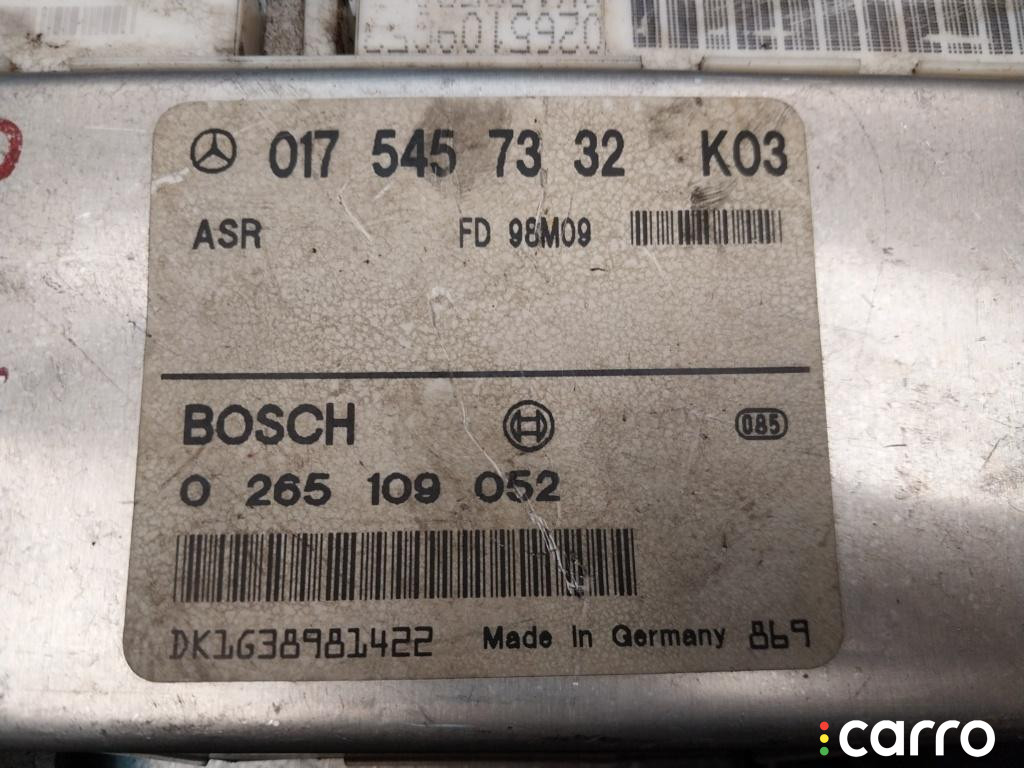 017 545 73 32 K03
ASR FD 98M09
BOSCH 085
0 265 109 052
DK1G38981422 Made in Germany 869
carro